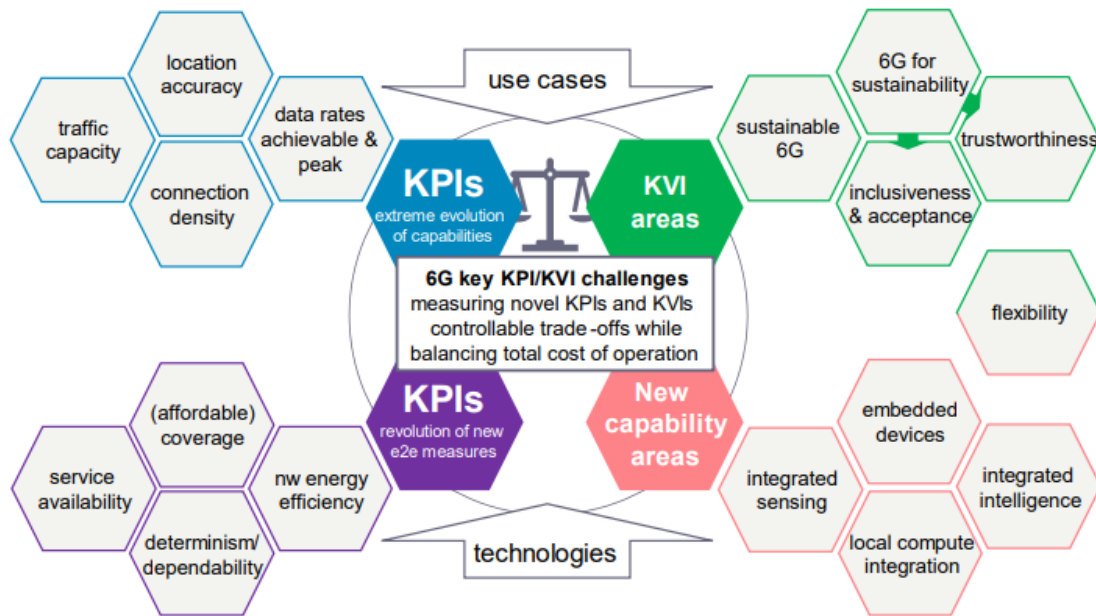 use cases
location
accuracy
traffic
capacity
data rates
achievable &
peak
connection
density
KPIs
extreme evolution
of capabilities
KVI
areas
6G for
sustainability
sustainable
6G
trustworthiness
inclusiveness
& acceptance
flexibility
6G key KPI/KVI challenges
measuring novel KPIs and KVIs
controllable trade-offs while
balancing total cost of operation
KPIs
revolution of new
e2e measures
New
capability
areas
(affordable)
coverage
service
availability
nw energy
efficiency
determinism/
dependability
embedded
devices
integrated
sensing
integrated
intelligence
local compute
integration
technologies